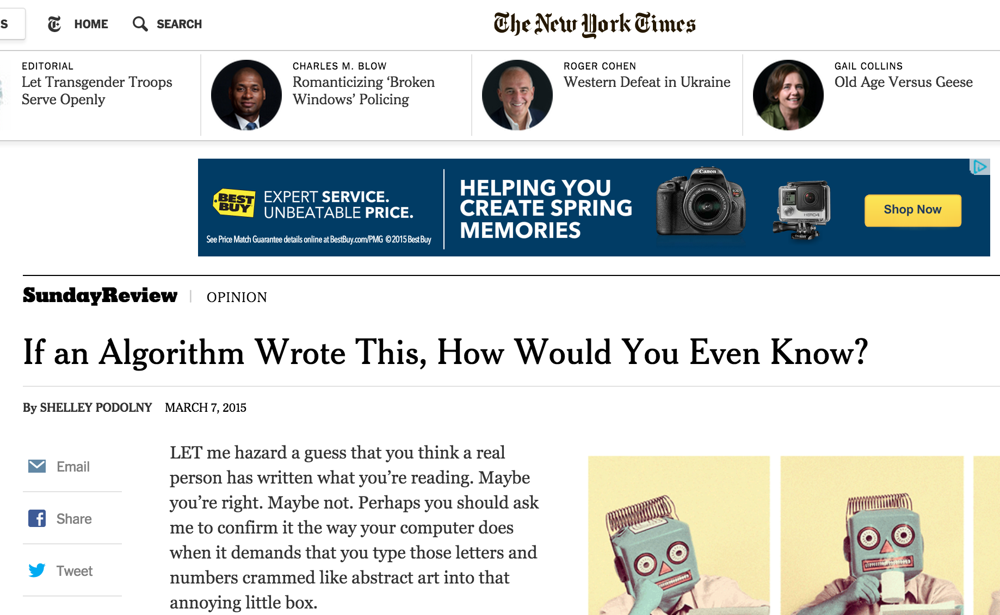 S
HOME
SEARCH
The New York Times
EDITORIAL
Let Transgender Troops
Serve Openly
CHARLES M. BLOW
Romanticizing ‘Broken
Windows’ Policing
ROGER COHEN
Western Defeat in Ukraine
GAIL COLLINS
Old Age Versus Geese
BEST
BUY
EXPERT SERVICE.
UNBEATABLE PRICE.
See Price Match Guarantee details online at BestBuy.com/PMG © 2015 Best Buy
HELPING YOU
CREATE SPRING
MEMORIES
Canon
HERO4
Shop Now
SundayReview | OPINION
If an Algorithm Wrote This, How Would You Even Know?
By SHELLEY PODOLNY MARCH 7, 2015
Email
Share
Tweet
LET me hazard a guess that you think a real
person has written what you’re reading. Maybe
you’re right. Maybe not. Perhaps you should ask
me to confirm it the way your computer does
when it demands that you type those letters and
numbers crammed like abstract art into that
annoying little box.